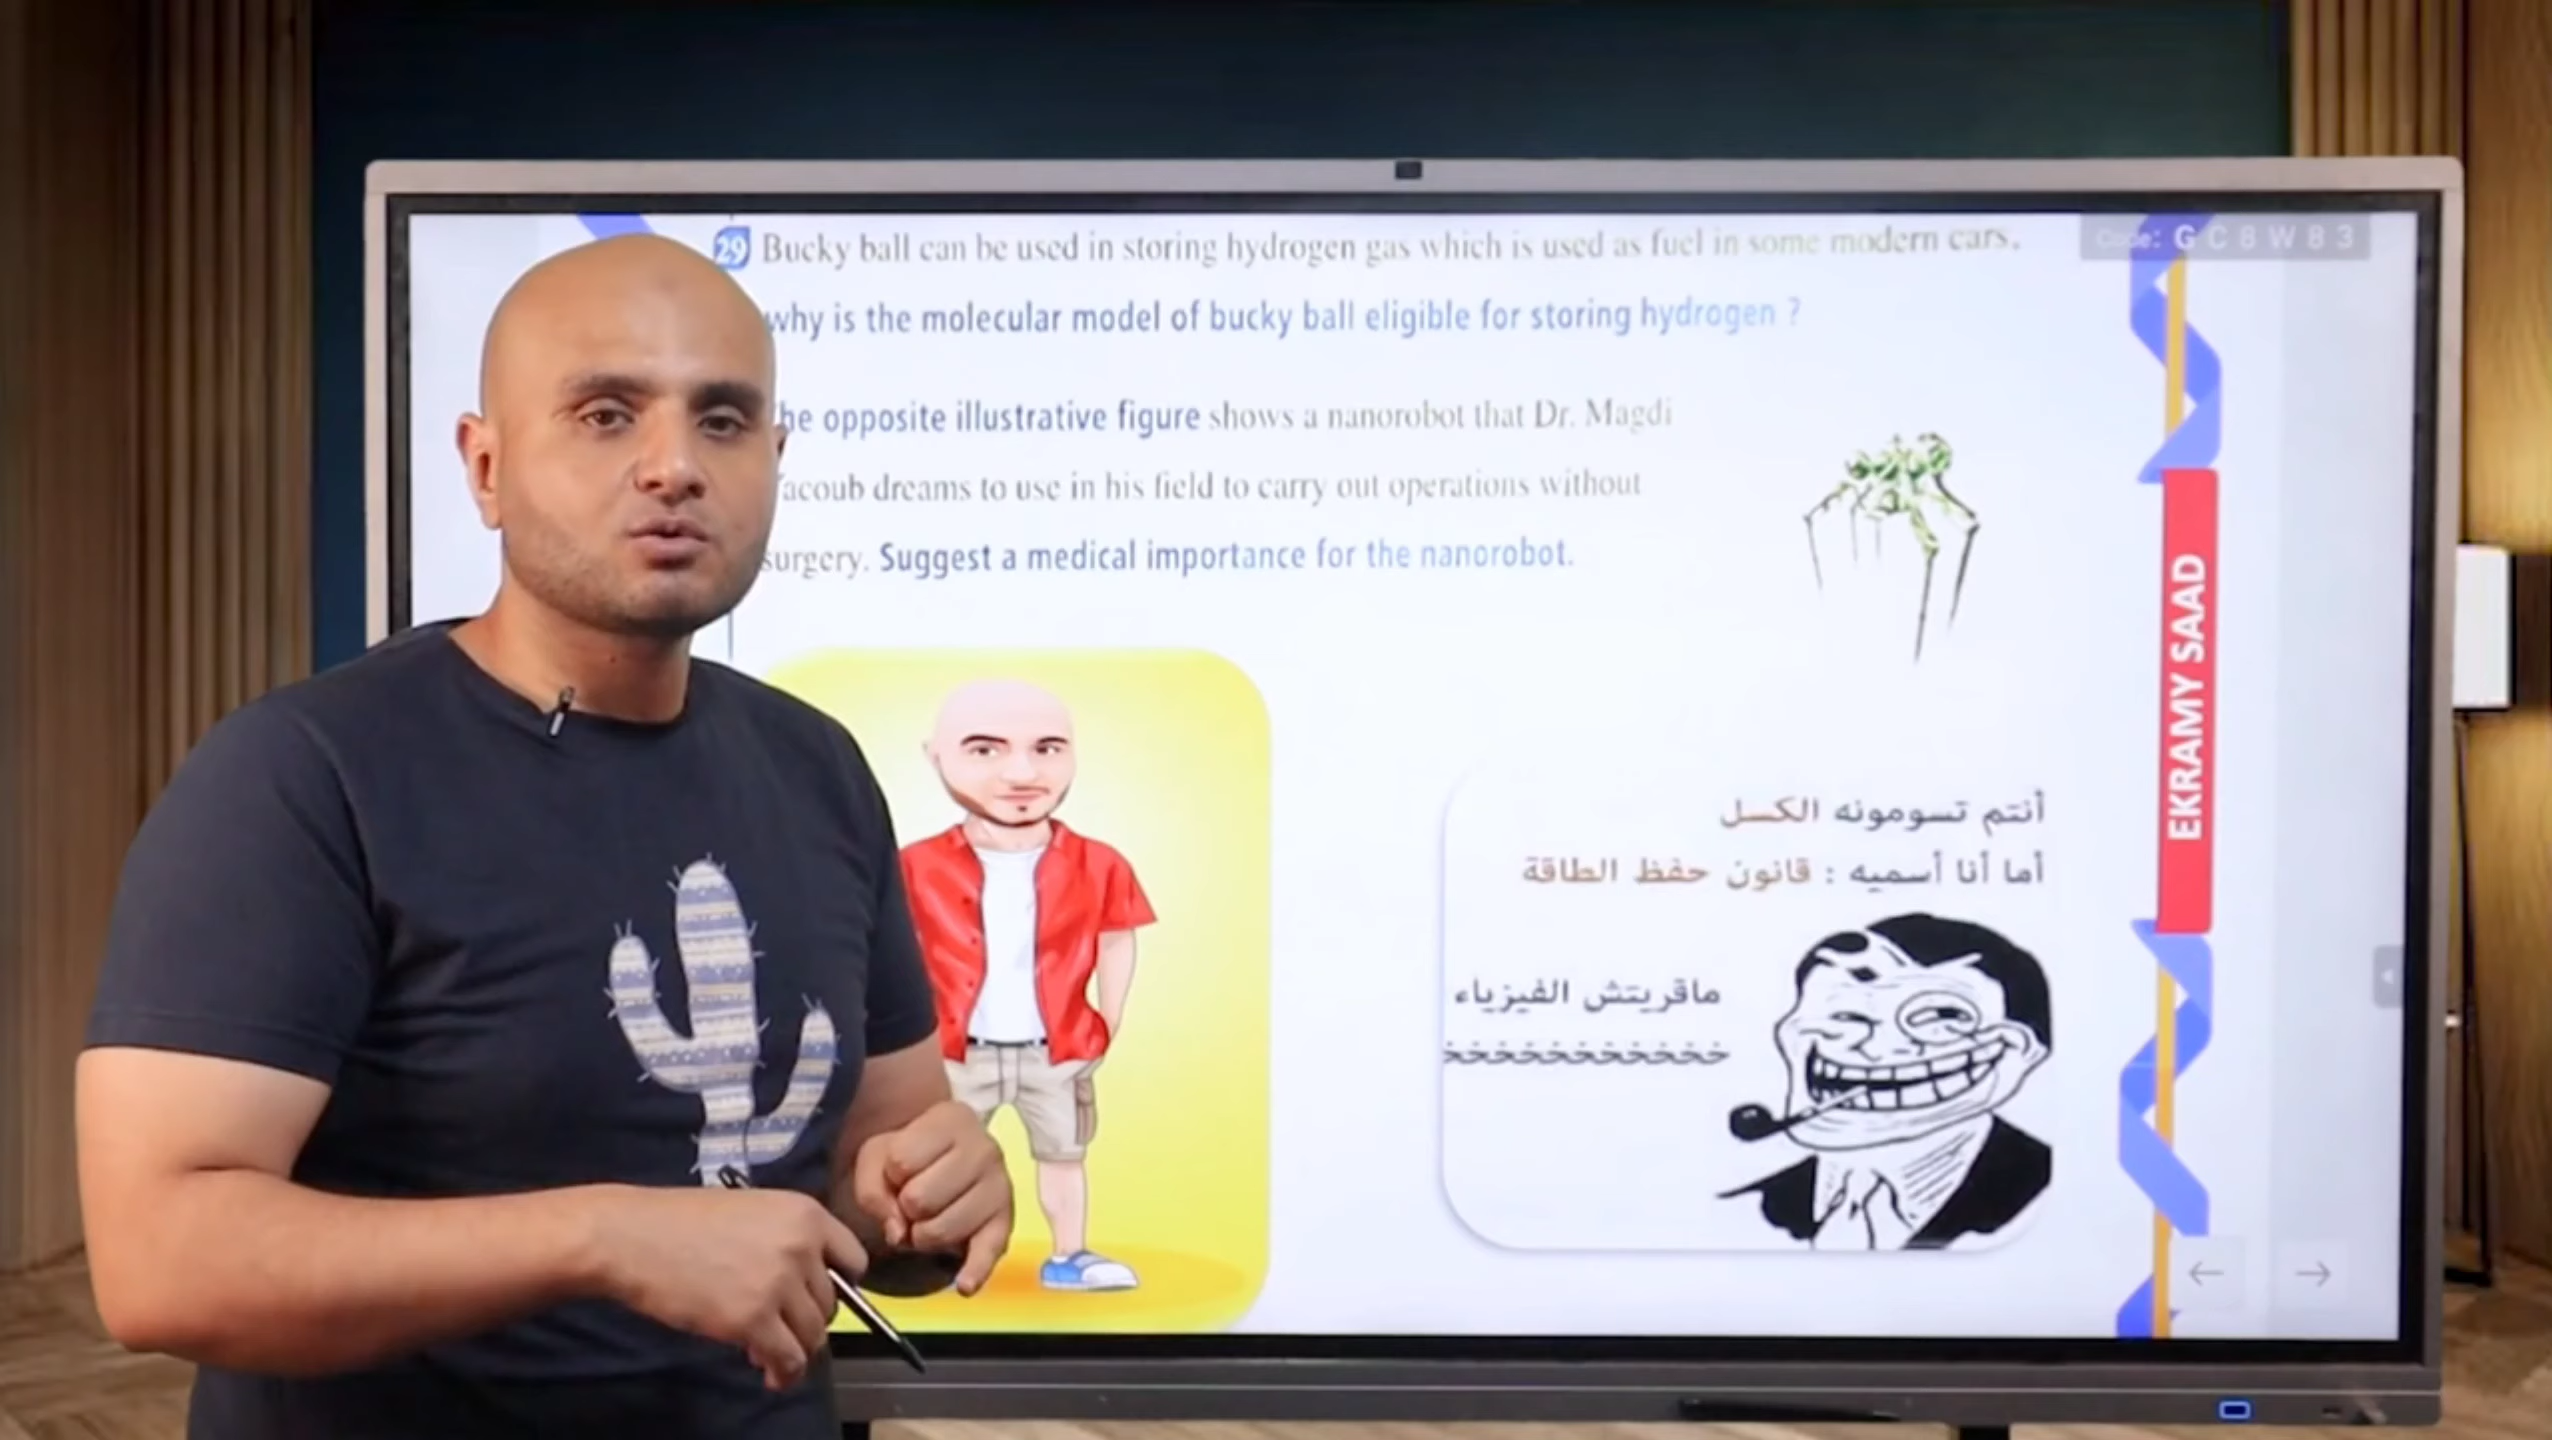 29 Bucky ball can be used in storing hydrogen gas which is used as fuel in some modern cars.
why is the molecular model of bucky ball eligible for storing hydrogen ?
he opposite illustrative figure shows a nanorobot that Dr. Magdi
acoub dreams to use in his field to carry out operations without
surgery. Suggest a medical importance for the nanorobot.
Code: G C 8 W 8 3
EKRAMY SAAD
أنتم تسومونه الكسل
أما أنا أسميه : قانون حفظ الطاقة
ماقريتش الفيزياء
خخخخخخخخخخخ